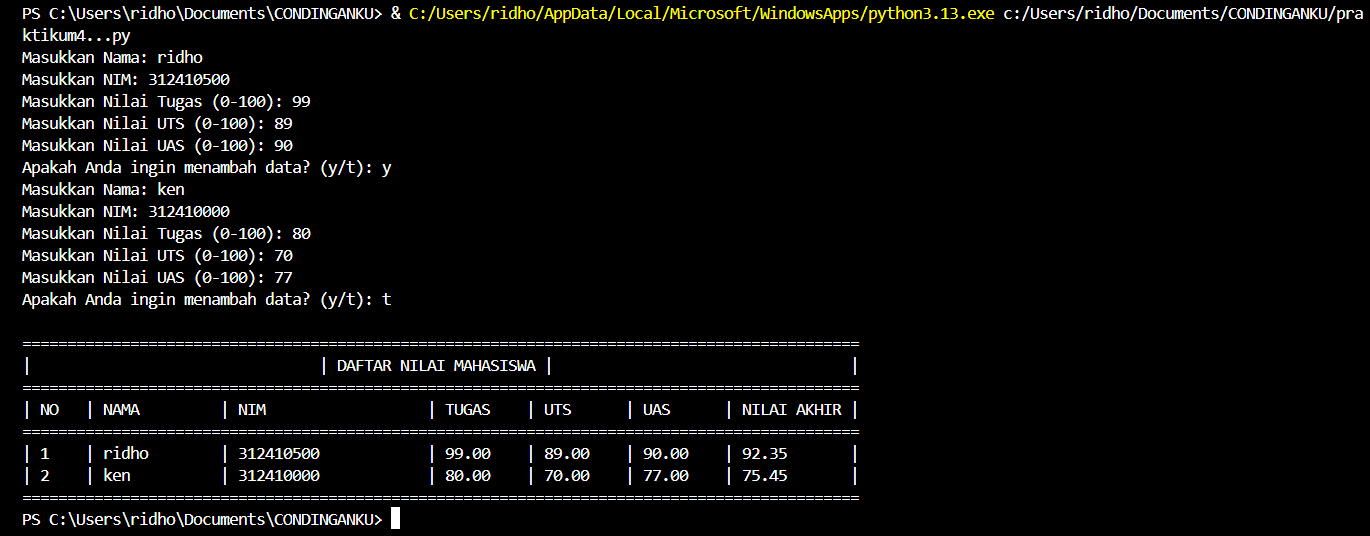 PS C:\Users\ridho\Documents\CONDINGANKU> & C:/Users/ridho/AppData/Local/Microsoft/WindowsApps/python3.13.exe c:/Users/ridho/Documents/CONDINGANKU/pra
ktikum4...py
Masukkan Nama: ridho
Masukkan NIM: 312410500
Masukkan Nilai Tugas (0-100): 99
Masukkan Nilai UTS (0-100): 89
Masukkan Nilai UAS (0-100): 90
Apakah Anda ingin menambah data? (y/t): y
Masukkan Nama: ken
Masukkan NIM: 312410000
Masukkan Nilai Tugas (0-100): 80
Masukkan Nilai UTS (0-100): 70
Masukkan Nilai UAS (0-100): 77
Apakah Anda ingin menambah data? (y/t): t
=============================================================================================
|                                | DAFTAR NILAI MAHASISWA |                                 |
=============================================================================================
| NO   | NAMA         | NIM                  | TUGAS    | UTS      | UAS      | NILAI AKHIR |
=============================================================================================
| 1    | ridho        | 312410500            | 99.00    | 89.00    | 90.00    | 92.35       |
| 2    | ken          | 312410000            | 80.00    | 70.00    | 77.00    | 75.45       |
=============================================================================================
PS C:\Users\ridho\Documents\CONDINGANKU>